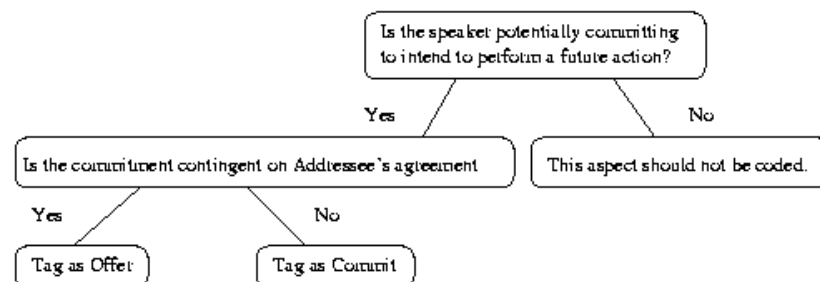 Is the speaker potentially committing
to intend to perform a future action?
Yes
No
Is the commitment contingent on Addressee's agreement
This aspect should not be coded.
Yes
No
Tag as Offer
Tag as Commit